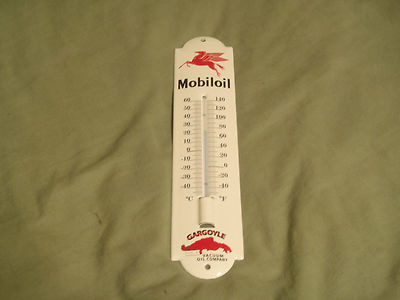 Mobiloil
60 140
50 120
40 100
30 80
20 60
10 40
0 20
-10 0
-20 -20
-30 -40
-40
°C °F
GARGOYLE
VACUUM
OIL COMPANY